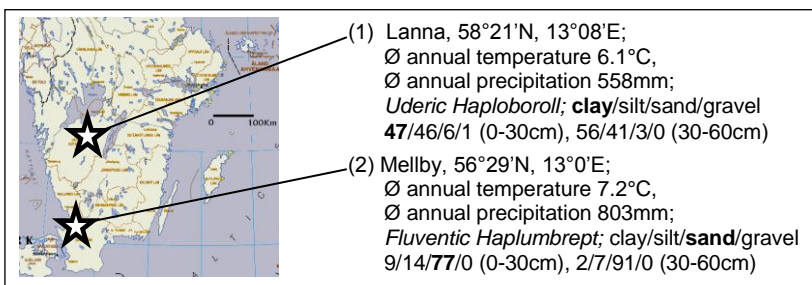 (1) Lanna, 58°21'N, 13°08'E;
Ø annual temperature 6.1°C,
Ø annual precipitation 558mm;
Uderic Haploboroll; clay/silt/sand/gravel
47/46/6/1 (0-30cm), 56/41/3/0 (30-60cm)
(2) Mellby, 56°29'N, 13°0'E;
Ø annual temperature 7.2°C,
Ø annual precipitation 803mm;
Fluventic Haplumbrept; clay/silt/sand/gravel
9/14/77/0 (0-30cm), 2/7/91/0 (30-60cm)
0 100Km